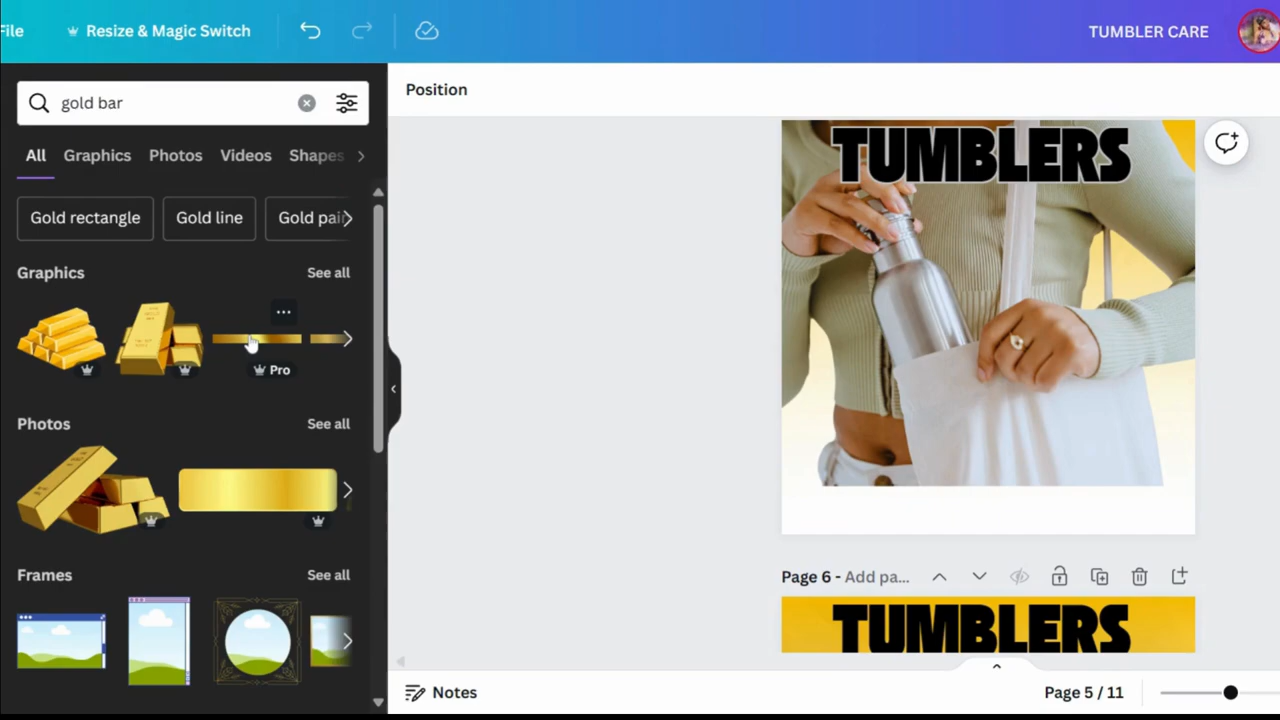 File
Resize & Magic Switch
TUMBLER CARE
gold bar
Position
All
Graphics
Photos
Videos
Shapes
Gold rectangle
Gold line
Gold pai
Graphics
See all
Pro
Photos
See all
Frames
See all
TUMBLERS
Page 6 - Add pa...
TUMBLERS
Notes
Page 5 / 11